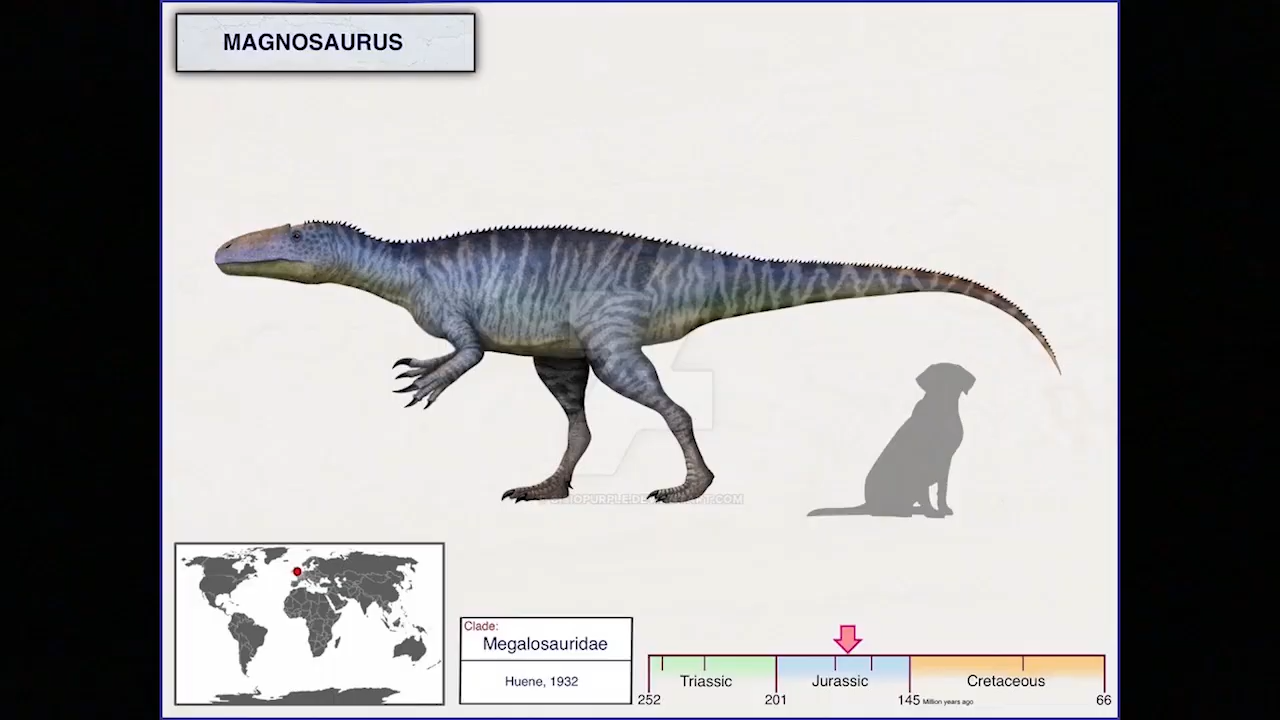 MAGNOSAURUS
Clade:
Megalosauridae
Huene, 1932
Triassic
Jurassic
Cretaceous
252
201
145 Million years ago
66